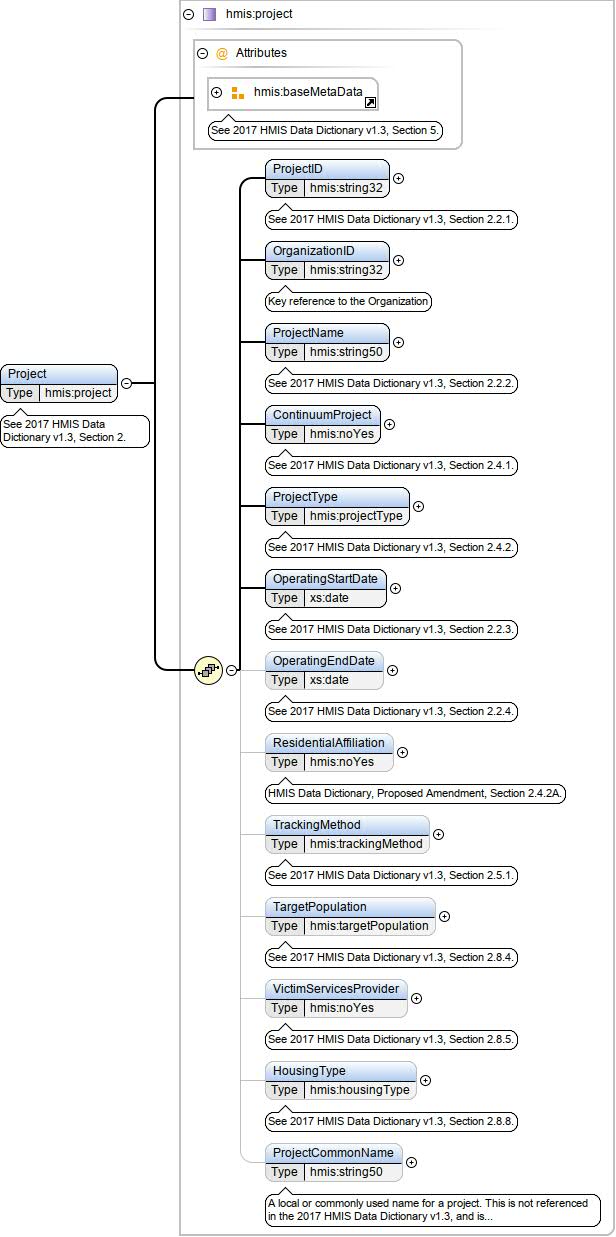 hmis:project
@ Attributes
hmis:baseMetaData
See 2017 HMIS Data Dictionary v1.3, Section 5.
ProjectID
Type hmis:string32
See 2017 HMIS Data Dictionary v1.3, Section 2.2.1.
OrganizationID
Type hmis:string32
Key reference to the Organization
ProjectName
Type hmis:string50
See 2017 HMIS Data Dictionary v1.3, Section 2.2.2.
Project
Type hmis:project
See 2017 HMIS Data
Dictionary v1.3, Section 2.
ContinuumProject
Type hmis:noYes
See 2017 HMIS Data Dictionary v1.3, Section 2.4.1.
ProjectType
Type hmis:projectType
See 2017 HMIS Data Dictionary v1.3, Section 2.4.2.
OperatingStartDate
Type xs:date
See 2017 HMIS Data Dictionary v1.3, Section 2.2.3.
OperatingEndDate
Type xs:date
See 2017 HMIS Data Dictionary v1.3, Section 2.2.4.
ResidentialAffiliation
Type hmis:noYes
HMIS Data Dictionary, Proposed Amendment, Section 2.4.2A.
TrackingMethod
Type hmis:trackingMethod
See 2017 HMIS Data Dictionary v1.3, Section 2.5.1.
TargetPopulation
Type hmis:targetPopulation
See 2017 HMIS Data Dictionary v1.3, Section 2.8.4.
VictimServicesProvider
Type hmis:noYes
See 2017 HMIS Data Dictionary v1.3, Section 2.8.5.
HousingType
Type hmis:housingType
See 2017 HMIS Data Dictionary v1.3, Section 2.8.8.
ProjectCommonName
Type hmis:string50
A local or commonly used name for a project. This is not referenced
in the 2017 HMIS Data Dictionary v1.3, and is...